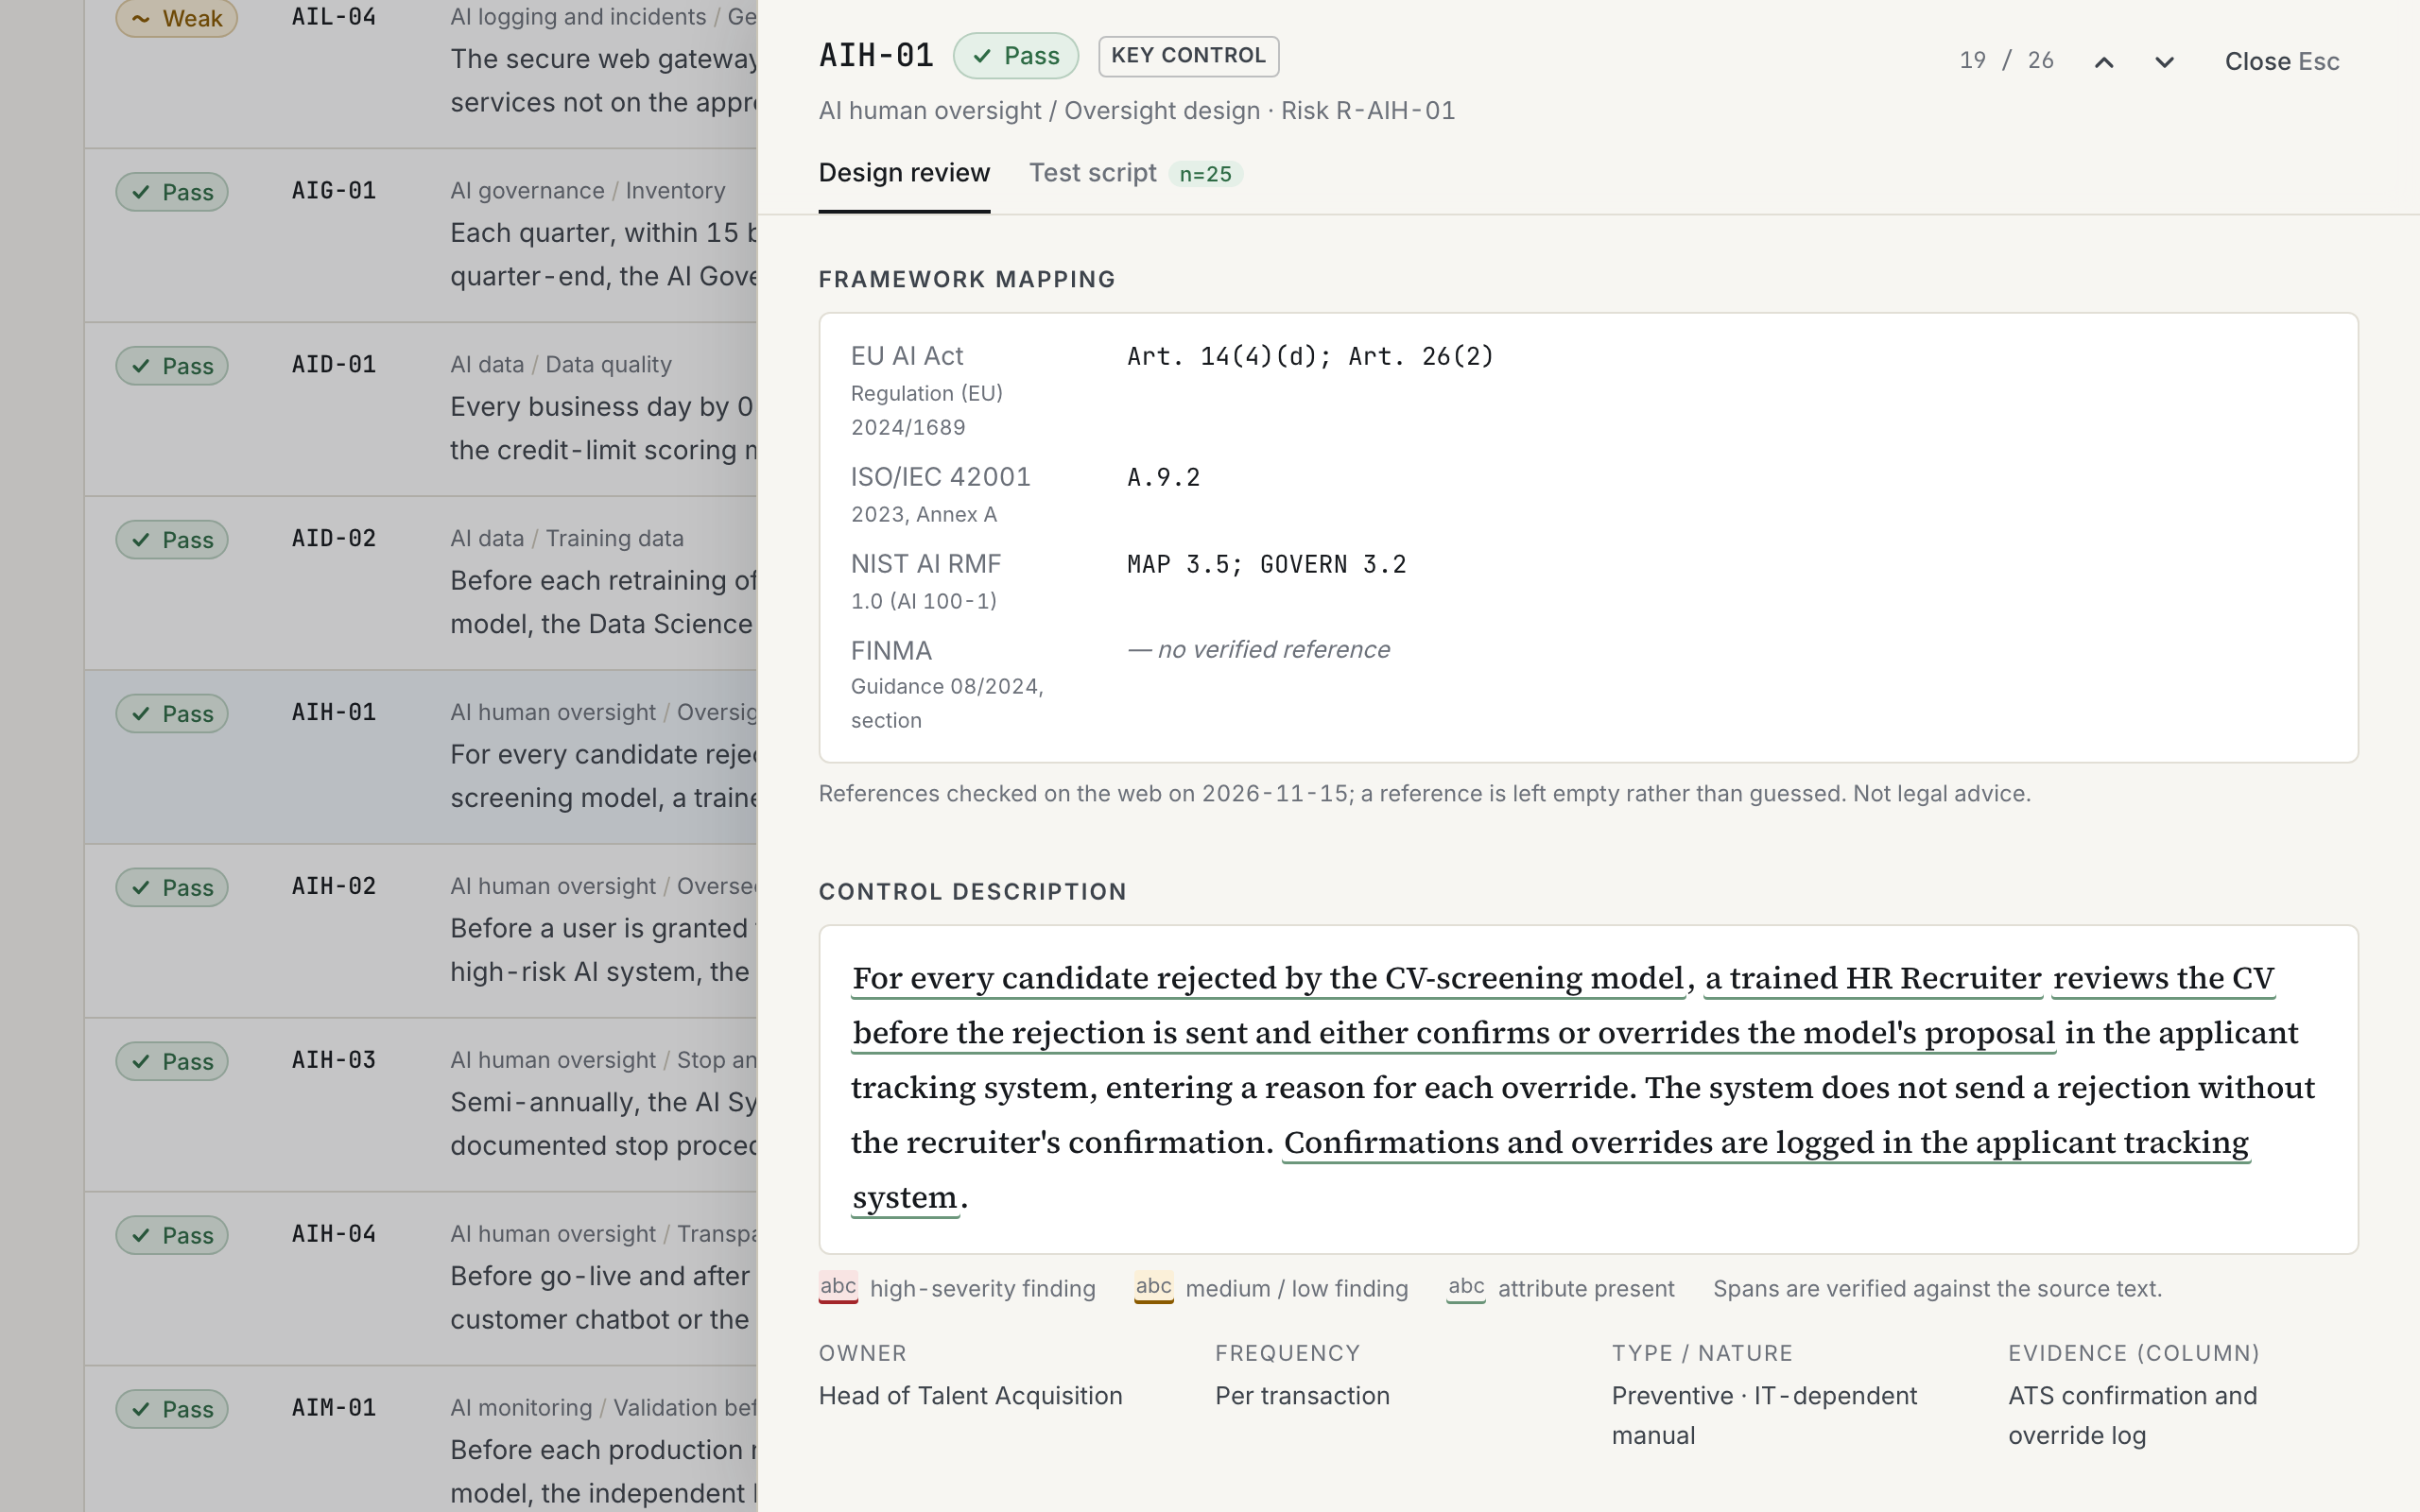 Weak AIL-04 AI logging and incidents / Ge
The secure web gateway
services not on the appr
Pass AIG-01 AI governance / Inventory
Each quarter, within 15 b
quarter-end, the AI Gove
Pass AID-01 AI data / Data quality
Every business day by 0
the credit-limit scoring m
Pass AID-02 AI data / Training data
Before each retraining of
model, the Data Science
Pass AIH-01 AI human oversight / Oversig
For every candidate reje
screening model, a traine
Pass AIH-02 AI human oversight / Oversee
Before a user is granted
high-risk AI system, the
Pass AIH-03 AI human oversight / Stop an
Semi-annually, the AI Sy
documented stop proced
Pass AIH-04 AI human oversight / Transpa
Before go-live and after
customer chatbot or the
Pass AIM-01 AI monitoring / Validation bef
Before each production
model, the independent
AIH-01 Pass KEY CONTROL
19 / 26 Close Esc
AI human oversight / Oversight design · Risk R-AIH-01
Design review Test script n=25
FRAMEWORK MAPPING
EU AI Act Art. 14(4)(d); Art. 26(2)
Regulation (EU)
2024/1689
ISO/IEC 42001 A.9.2
2023, Annex A
NIST AI RMF MAP 3.5; GOVERN 3.2
1.0 (AI 100-1)
FINMA — no verified reference
Guidance 08/2024,
section
References checked on the web on 2026-11-15; a reference is left empty rather than guessed. Not legal advice.
CONTROL DESCRIPTION
For every candidate rejected by the CV-screening model, a trained HR Recruiter reviews the CV
before the rejection is sent and either confirms or overrides the model's proposal in the applicant
tracking system, entering a reason for each override. The system does not send a rejection without
the recruiter's confirmation. Confirmations and overrides are logged in the applicant tracking
system.
abc high-severity finding abc medium / low finding abc attribute present Spans are verified against the source text.
OWNER FREQUENCY TYPE / NATURE EVIDENCE (COLUMN)
Head of Talent Acquisition Per transaction Preventive · IT-dependent ATS confirmation and
manual override log